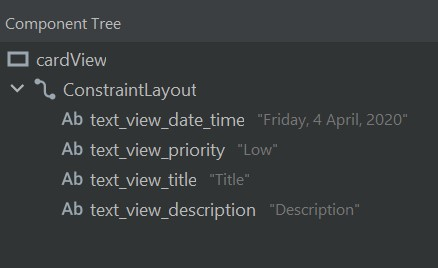 Component Tree
cardView
ConstraintLayout
Ab text_view_date_time "Friday, 4 April, 2020"
Ab text_view_priority "Low"
Ab text_view_title "Title"
Ab text_view_description "Description"